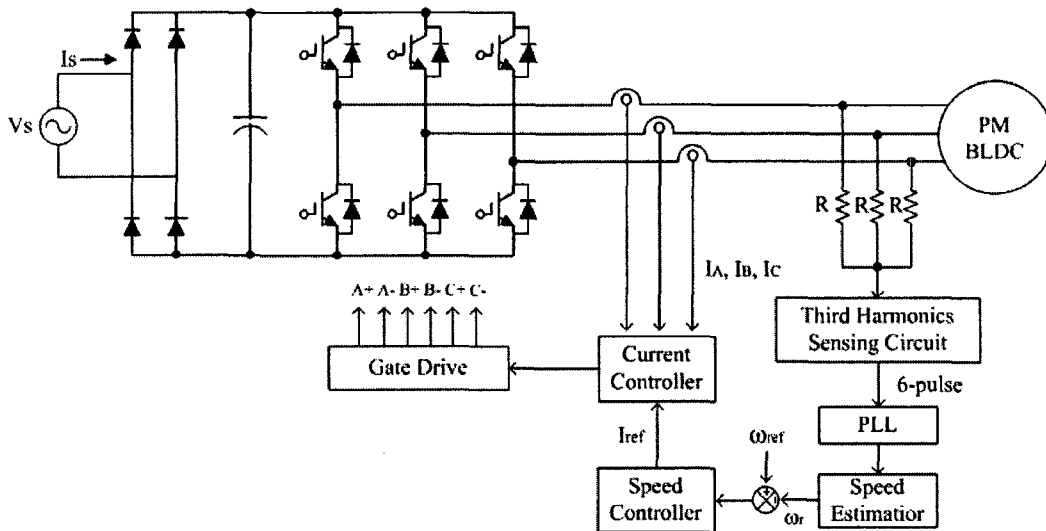 Is
Vs
PM
BLDC
R
R
R
IA, IB, IC
A+ A- B+ B- C+ C-
Third Harmonics
Sensing Circuit
Gate Drive
Current
Controller
6-pulse
PLL
Iref
ωref
Speed
Controller
ωr
Speed
Estimatior